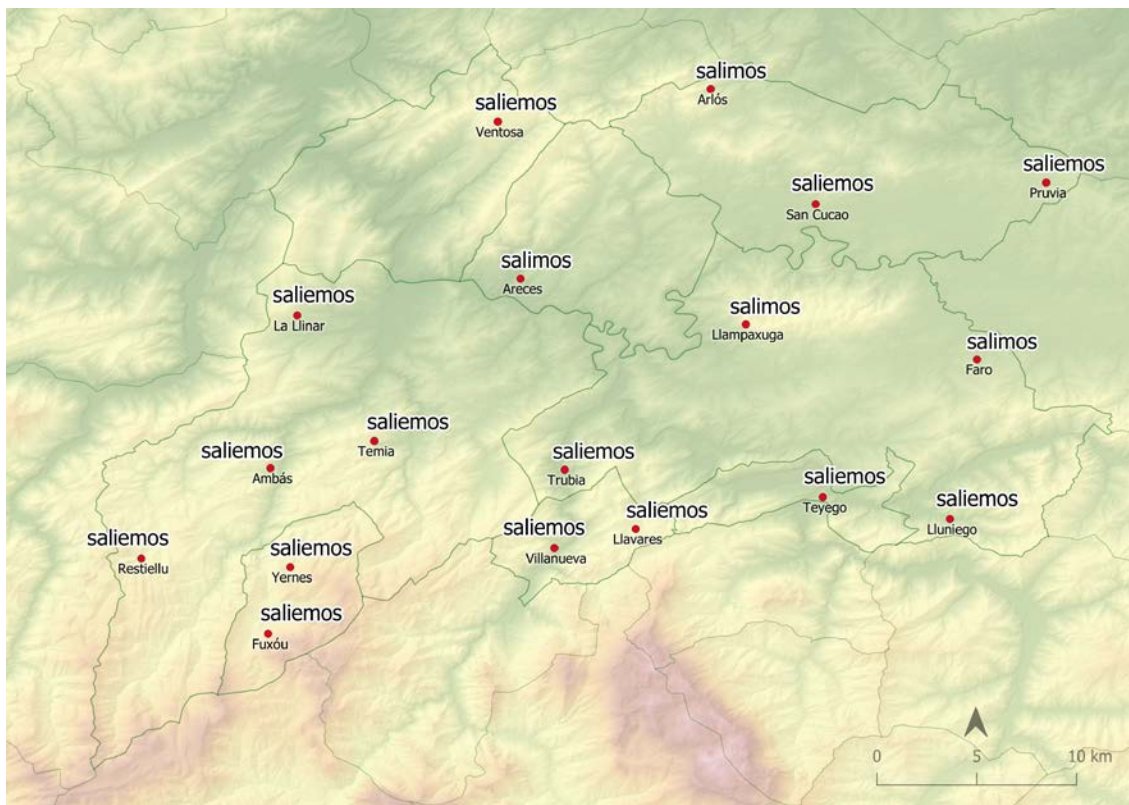 salimos
Arlós
saliemos
Ventosa
saliemos
Pruvia
saliemos
San Cucao
salimos
Areces
saliemos
La Llinar
salimos
Llampaxuga
salimos
Faro
saliemos
Temia
saliemos
Ambás
saliemos
Trubia
saliemos
Teyego
saliemos
Lluniego
saliemos
Llavares
saliemos
Villanueva
saliemos
Restiellu
saliemos
Yernes
saliemos
Fuxóu
0 10 km